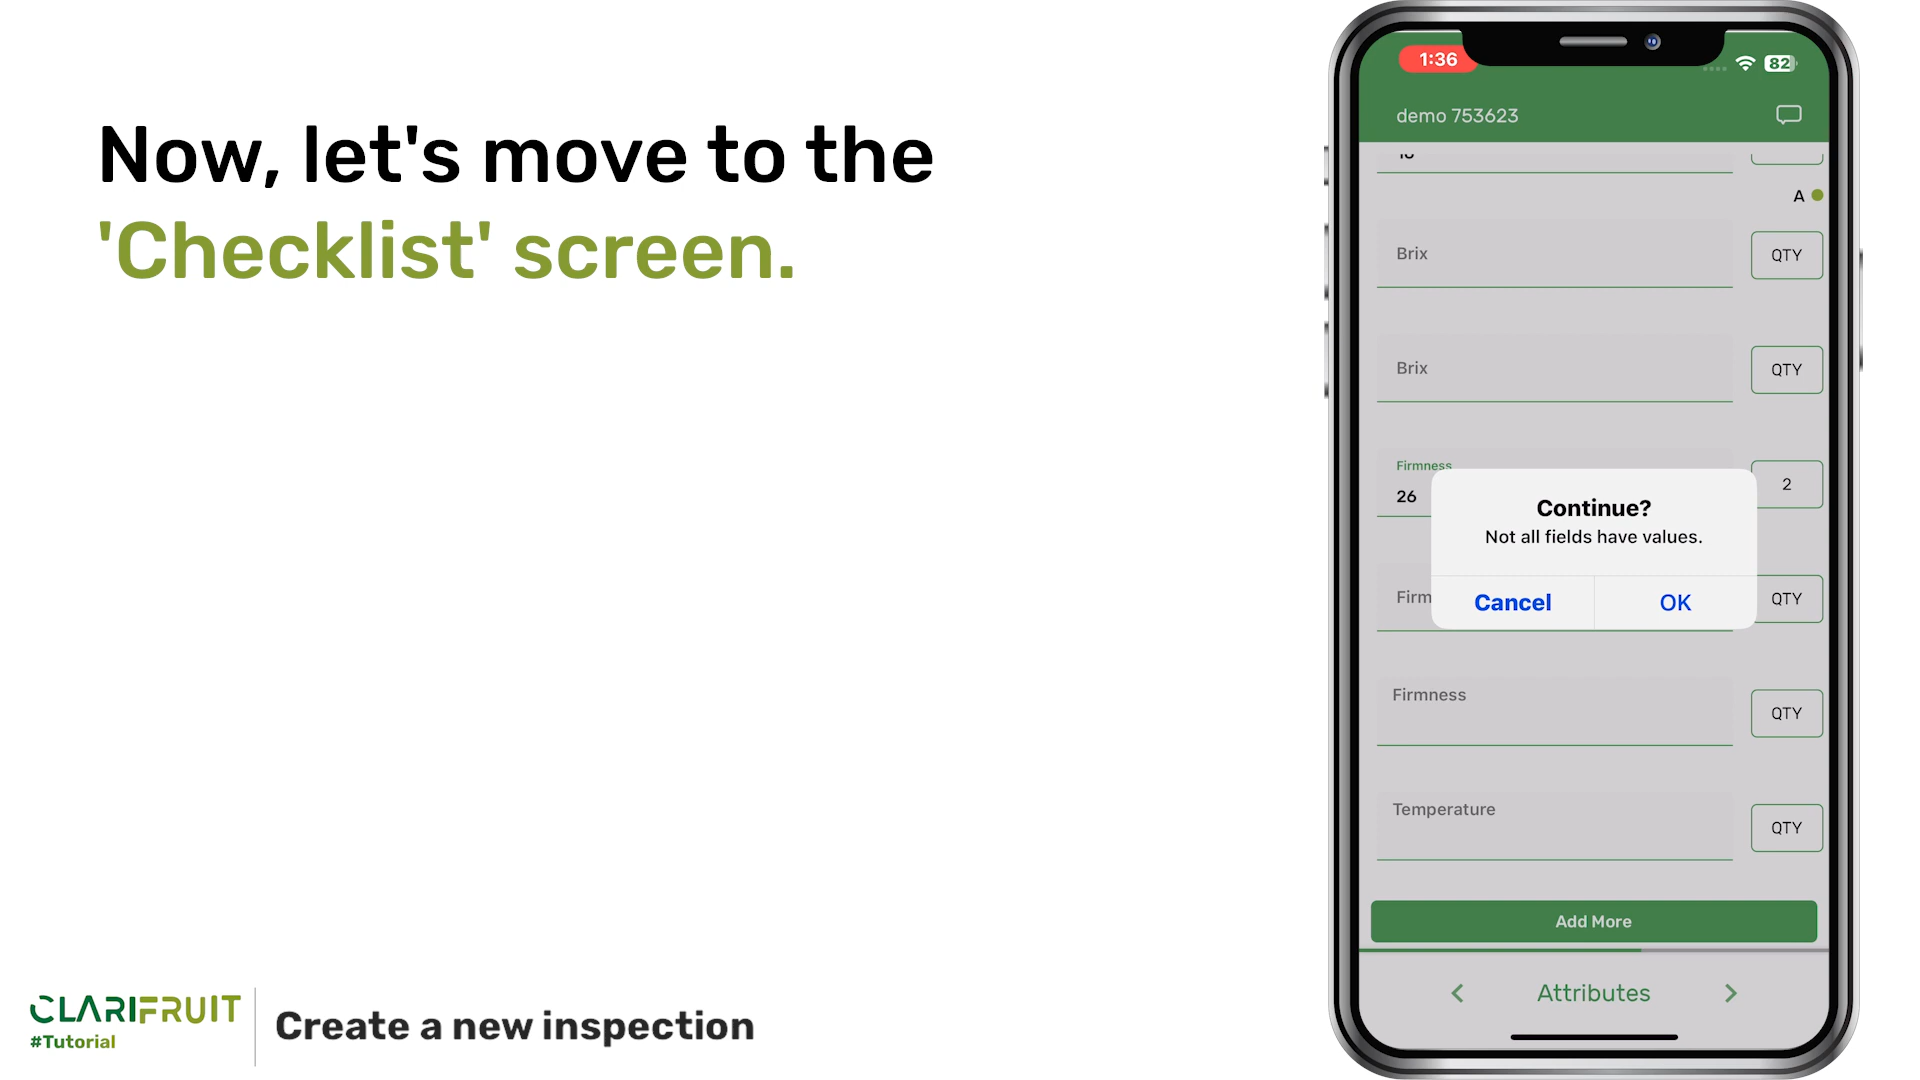 Now, let's move to the
'Checklist' screen.
1:36
82
demo 753623
A
Brix
QTY
Brix
QTY
Firmness
26
2
Continue?
Not all fields have values.
Cancel
OK
Firm
QTY
Firmness
QTY
Temperature
QTY
Add More
Attributes
CLARIFRUIT
#Tutorial
Create a new inspection